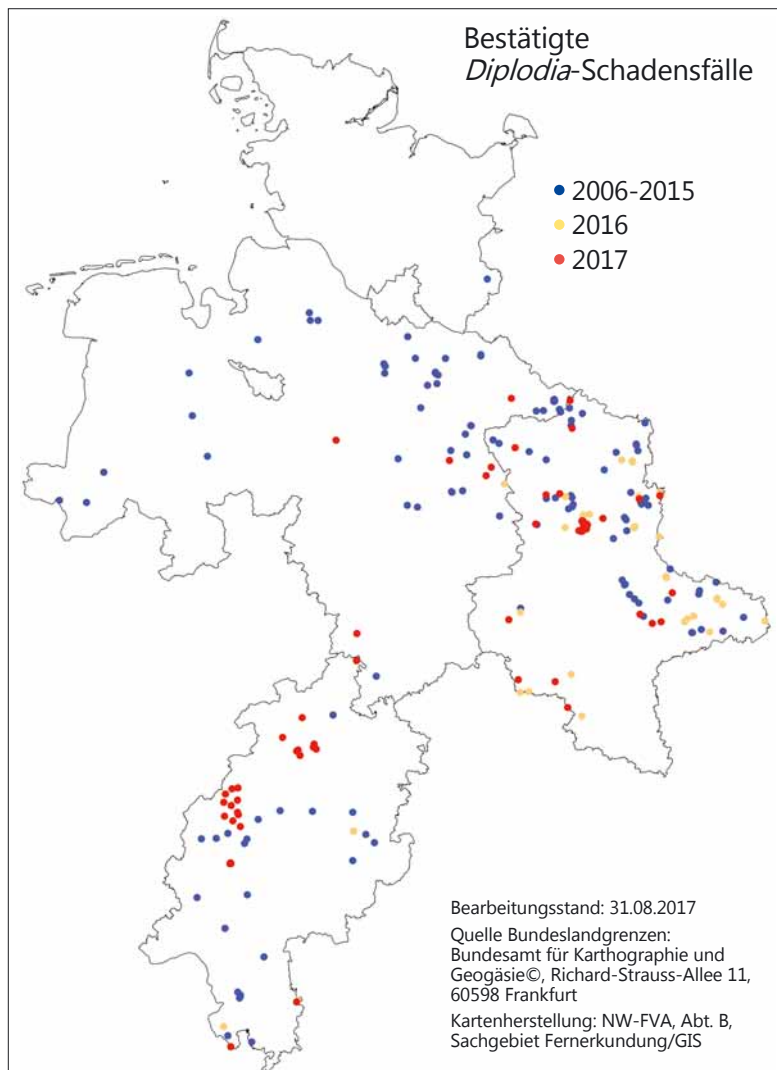 Bestätigte
Diplodia-Schadensfälle
2006-2015
2016
2017
Bearbeitungsstand: 31.08.2017
Quelle Bundeslandgrenzen:
Bundesamt für Karthographie und
Geogäsie©, Richard-Strauss-Allee 11,
60598 Frankfurt
Kartenherstellung: NW-FVA, Abt. B,
Sachgebiet Fernerkundung/GIS